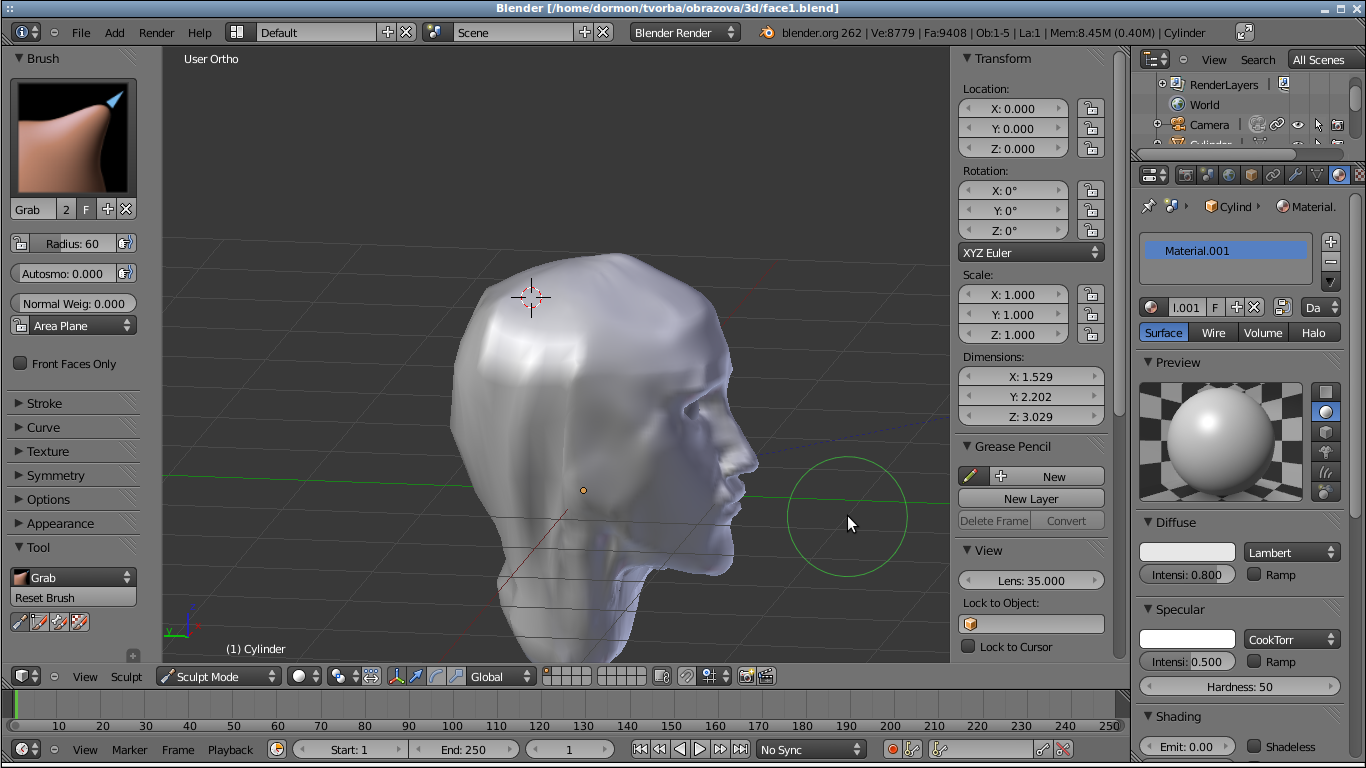 Blender [/home/dormon/tvorba/obrazova/3d/face1.blend]
File Add Render Help Default Scene Blender Render blender.org 262 | Ve:8779 | Fa:9408 | Ob:1-5 | La:1 | Mem:8.45M (0.40M) | Cylinder
Brush
Grab 2 F
Radius: 60
Autosmo: 0.000
Normal Weig: 0.000
Area Plane
Front Faces Only
Stroke
Curve
Texture
Symmetry
Options
Appearance
Tool
Grab
Reset Brush
User Ortho
y
(1) Cylinder
Transform
Location:
X: 0.000
Y: 0.000
Z: 0.000
Rotation:
X: 0°
Y: 0°
Z: 0°
XYZ Euler
Scale:
X: 1.000
Y: 1.000
Z: 1.000
Dimensions:
X: 1.529
Y: 2.202
Z: 3.029
Grease Pencil
New
New Layer
Delete Frame Convert
View
Lens: 35.000
Lock to Object:
Lock to Cursor
View Search All Scenes
RenderLayers |
World
Camera
Cylinder
Cylind Material.
Material.001
l.001 F Da
Surface Wire Volume Halo
Preview
Diffuse
Lambert
Intensi: 0.800 Ramp
Specular
CookTorr
Intensi: 0.500 Ramp
Hardness: 50
Shading
Emit: 0.00 Shadeless
View Sculpt Sculpt Mode Global
10 20 30 40 50 60 70 80 90 100 110 120 130 140 150 160 170 180 190 200 210 220 230 240 250
View Marker Frame Playback Start: 1 End: 250 1 No Sync